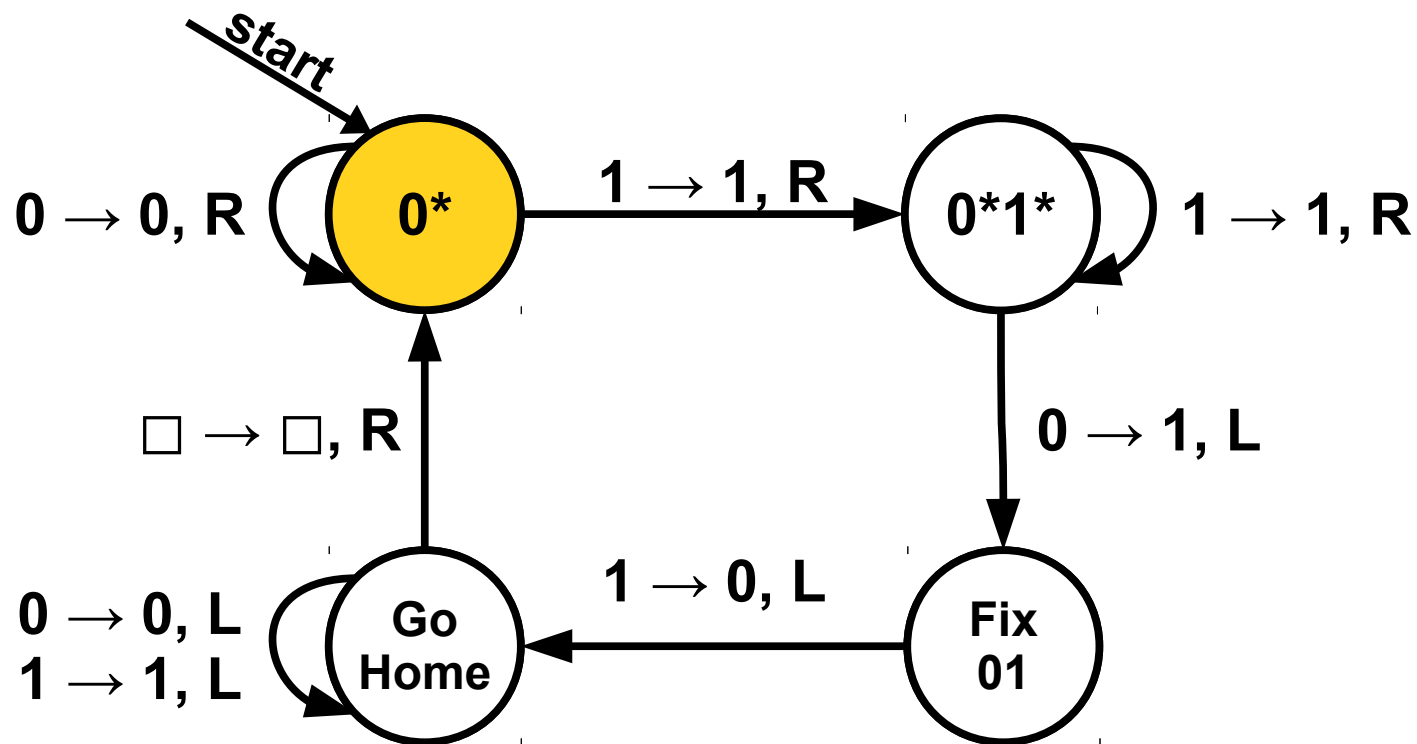 start
0 → 0, R
0*
1 → 1, R
0*1*
1 → 1, R
□ → □, R
0 → 1, L
0 → 0, L
1 → 1, L
Go
Home
1 → 0, L
Fix
01